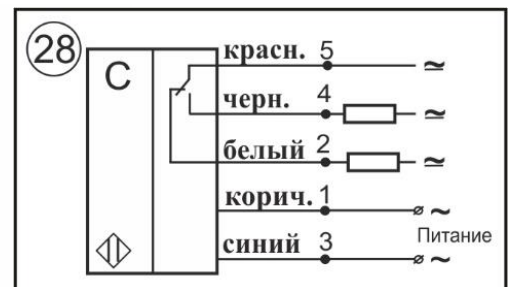 28
C
красн. 5 ≃
черн. 4 ≃
белый 2 ≃
корич. 1 ~
Питание
синий 3 ~